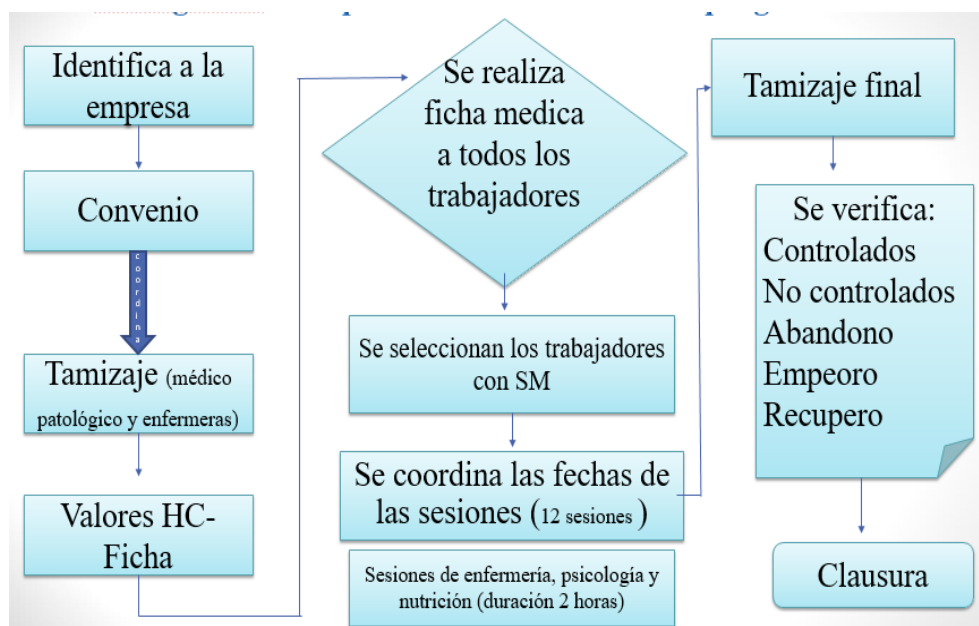 Identifica a la
empresa
Convenio
coordina
Tamizaje (médico
patológico y enfermeras)
Valores HC-
Ficha
Se realiza
ficha medica
a todos los
trabajadores
Se seleccionan los trabajadores
con SM
Se coordina las fechas de
las sesiones (12 sesiones )
Sesiones de enfermería, psicología y
nutrición (duración 2 horas)
Tamizaje final
Se verifica:
Controlados
No controlados
Abandono
Empeoro
Recupero
Clausura